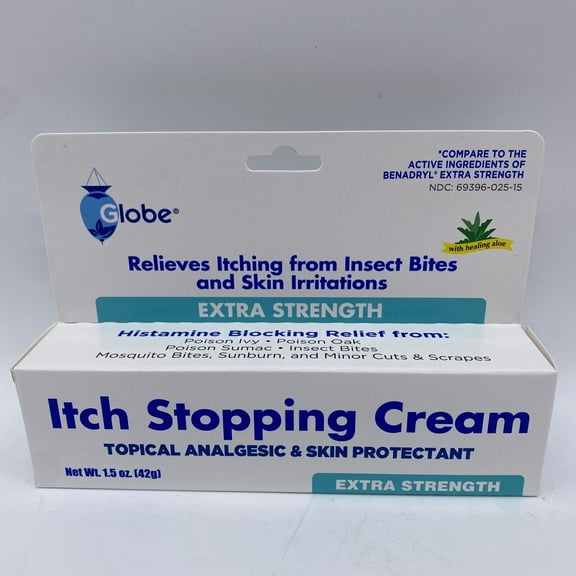 Globe®
*COMPARE TO THE
ACTIVE INGREDIENTS OF
BENADRYL® EXTRA STRENGTH
NDC: 69396-025-15
with healing aloe
Relieves Itching from Insect Bites
and Skin Irritations
EXTRA STRENGTH
Histamine Blocking Relief from:
Poison Ivy • Poison Oak
Poison Sumac • Insect Bites
Mosquito Bites, Sunburn, and Minor Cuts & Scrapes
Itch Stopping Cream
TOPICAL ANALGESIC & SKIN PROTECTANT
Net Wt. 1.5 oz. (42g)
EXTRA STRENGTH